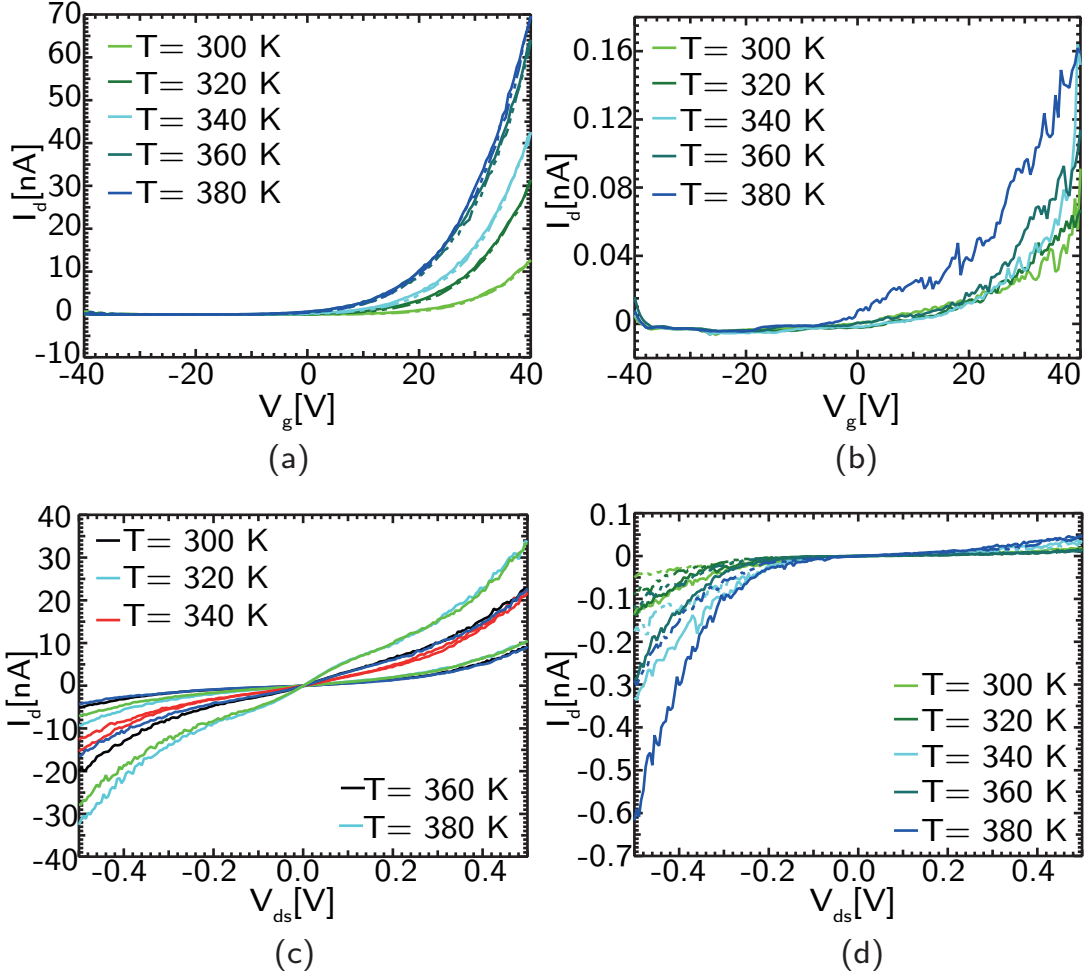 70
60
50
40
30
20
10
0
-10
I_d[nA]
T= 300 K
T= 320 K
T= 340 K
T= 360 K
T= 380 K
-40
-20
0
20
40
V_g[V]
(a)
0.16
0.12
0.08
0.04
0
I_d[nA]
T= 300 K
T= 320 K
T= 340 K
T= 360 K
T= 380 K
-40
-20
0
20
40
V_g[V]
(b)
40
30
20
10
0
-10
-20
-30
-40
I_d[nA]
T= 300 K
T= 320 K
T= 340 K
T= 360 K
T= 380 K
-0.4
-0.2
0.0
0.2
0.4
V_ds[V]
(c)
0.1
0
-0.1
-0.2
-0.3
-0.4
-0.5
-0.6
-0.7
I_d[nA]
T= 300 K
T= 320 K
T= 340 K
T= 360 K
T= 380 K
-0.4
-0.2
0.0
0.2
0.4
V_ds[V]
(d)